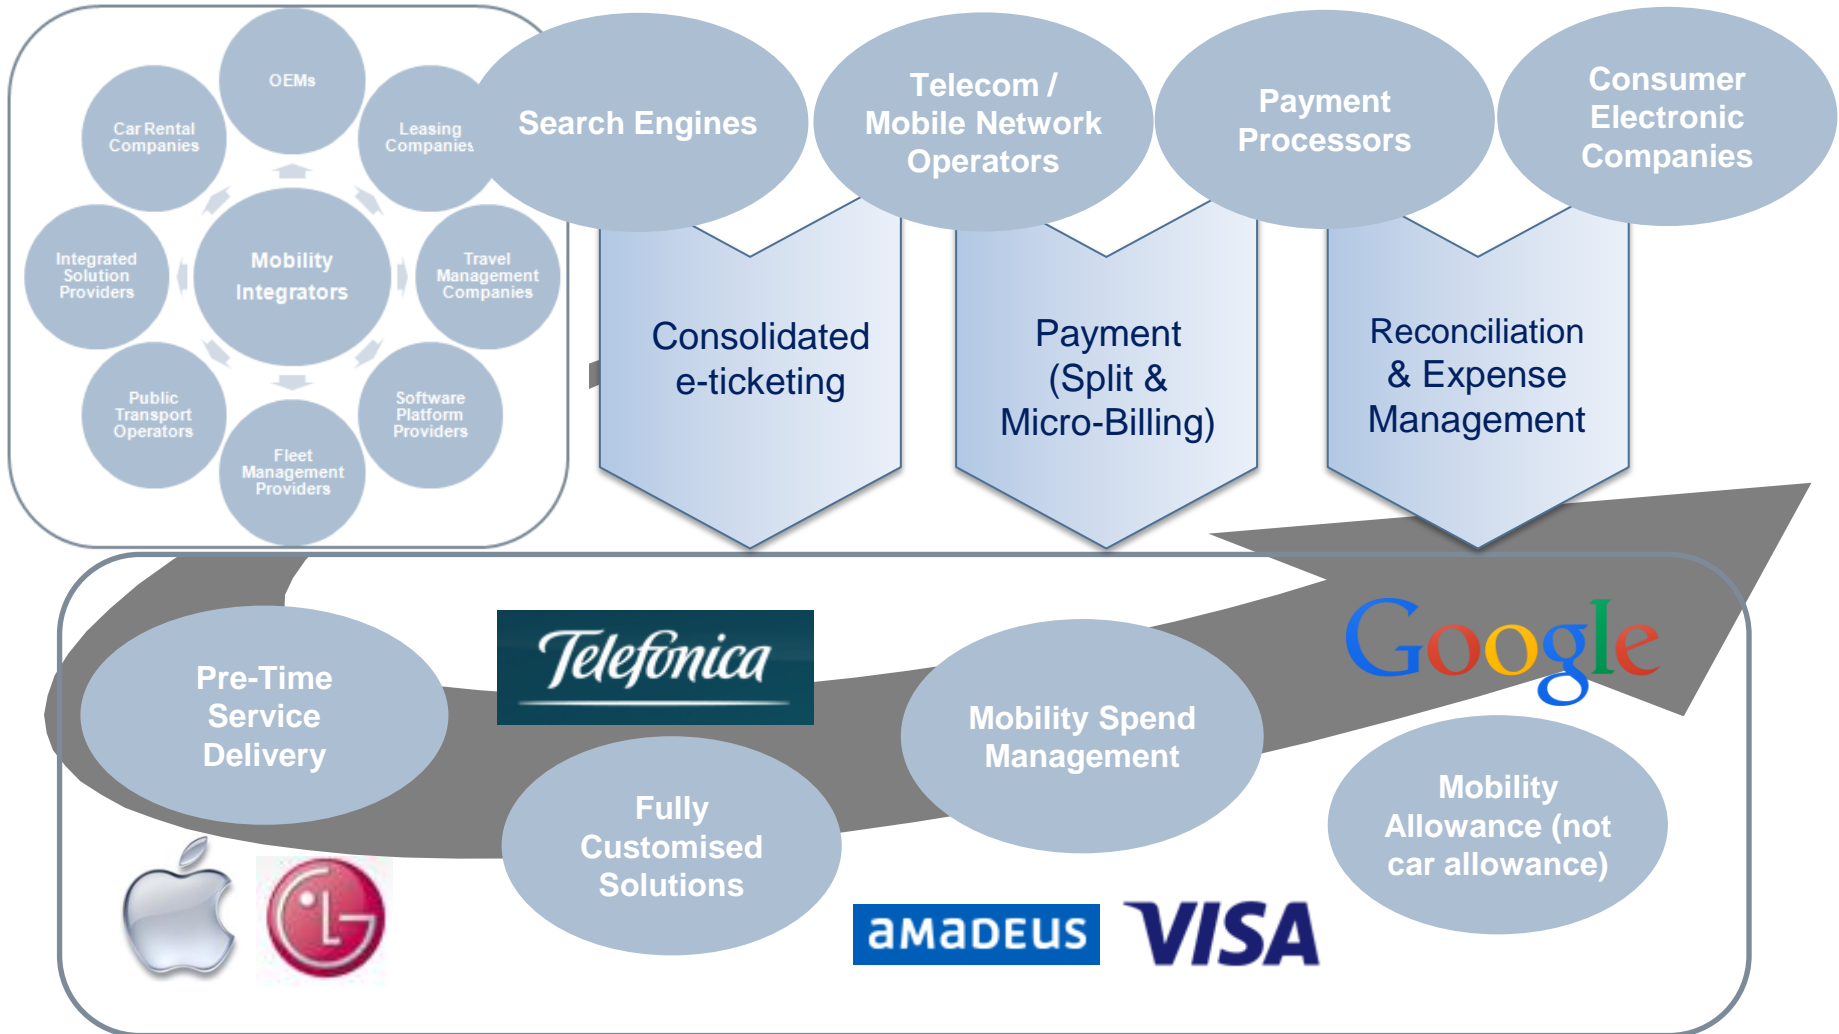 OEMs
Car Rental
Companies
Leasing
Companies
Integrated
Solution
Providers
Mobility
Integrators
Travel
Management
Companies
Public
Transport
Operators
Software
Platform
Providers
Fleet
Management
Providers
Search Engines
Telecom /
Mobile Network
Operators
Payment
Processors
Consumer
Electronic
Companies
Consolidated
e-ticketing
Payment
(Split &
Micro-Billing)
Reconciliation
& Expense
Management
Pre-Time
Service
Delivery
Telefónica
Fully
Customised
Solutions
Mobility Spend
Management
Google
Mobility
Allowance (not
car allowance)
LG
amadeus
VISA